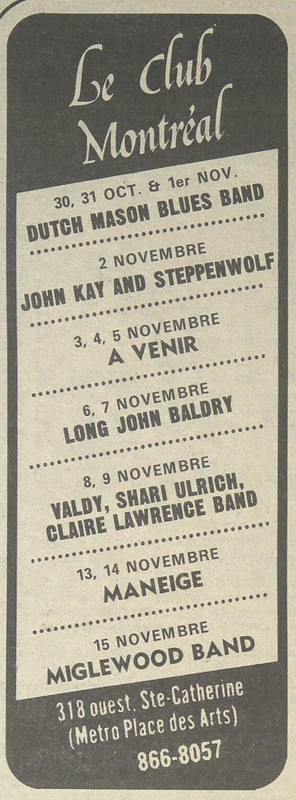 Le Club
Montréal
30, 31 OCT. & 1er NOV.
DUTCH MASON BLUES BAND
2 NOVEMBRE
JOHN KAY AND STEPPENWOLF
3, 4, 5 NOVEMBRE
A VENIR
6, 7 NOVEMBRE
LONG JOHN BALDRY
8, 9 NOVEMBRE
VALDY, SHARI ULRICH,
CLAIRE LAWRENCE BAND
13, 14 NOVEMBRE
MANEIGE
15 NOVEMBRE
MIGLEWOOD BAND
318 ouest, Ste-Catherine
(Metro Place des Arts)
866-8057